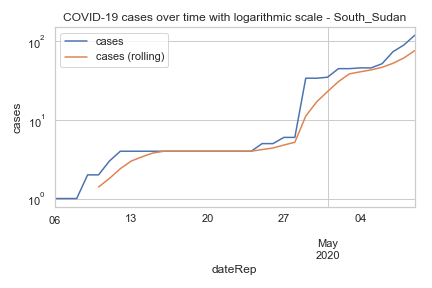 COVID-19 cases over time with logarithmic scale - South_Sudan
cases
cases (rolling)
cases
10²
10¹
10⁰
06
13
20
27
04
May
2020
dateRep